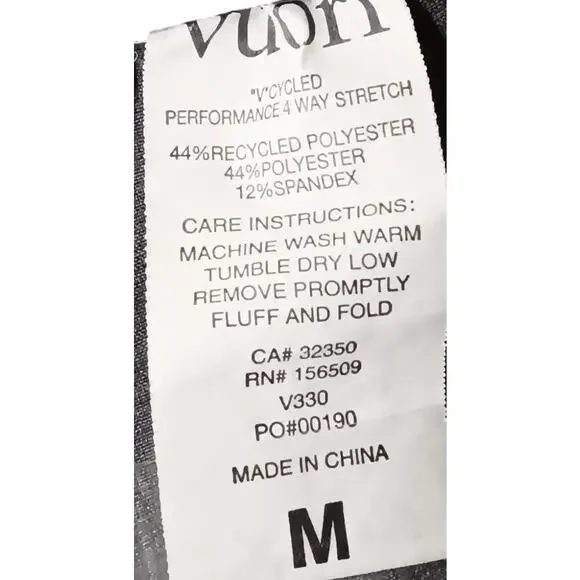 vuori
"V"CYCLED
PERFORMANCE 4 WAY STRETCH
44%RECYCLED POLYESTER
44%POLYESTER
12%SPANDEX
CARE INSTRUCTIONS:
MACHINE WASH WARM
TUMBLE DRY LOW
REMOVE PROMPTLY
FLUFF AND FOLD
CA# 32350
RN# 156509
V330
PO#00190
MADE IN CHINA
M